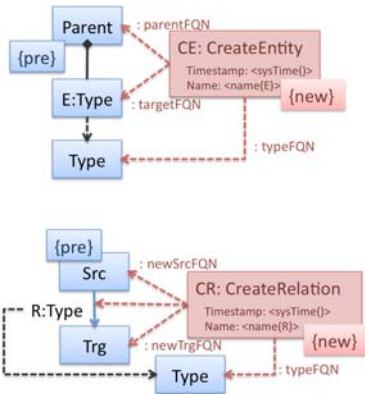 Parent
: parentFQN
CE: CreateEntity
{pre}
Timestamp: <sysTime()>
Name: <name(E)>
E:Type
: targetFQN
{new}
Type
: typeFQN
{pre}
Src
: newSrcFQN
CR: CreateRelation
R:Type
Timestamp: <sysTime()>
Name: <name(R)>
Trg
: newTrgFQN
{new}
Type
: typeFQN